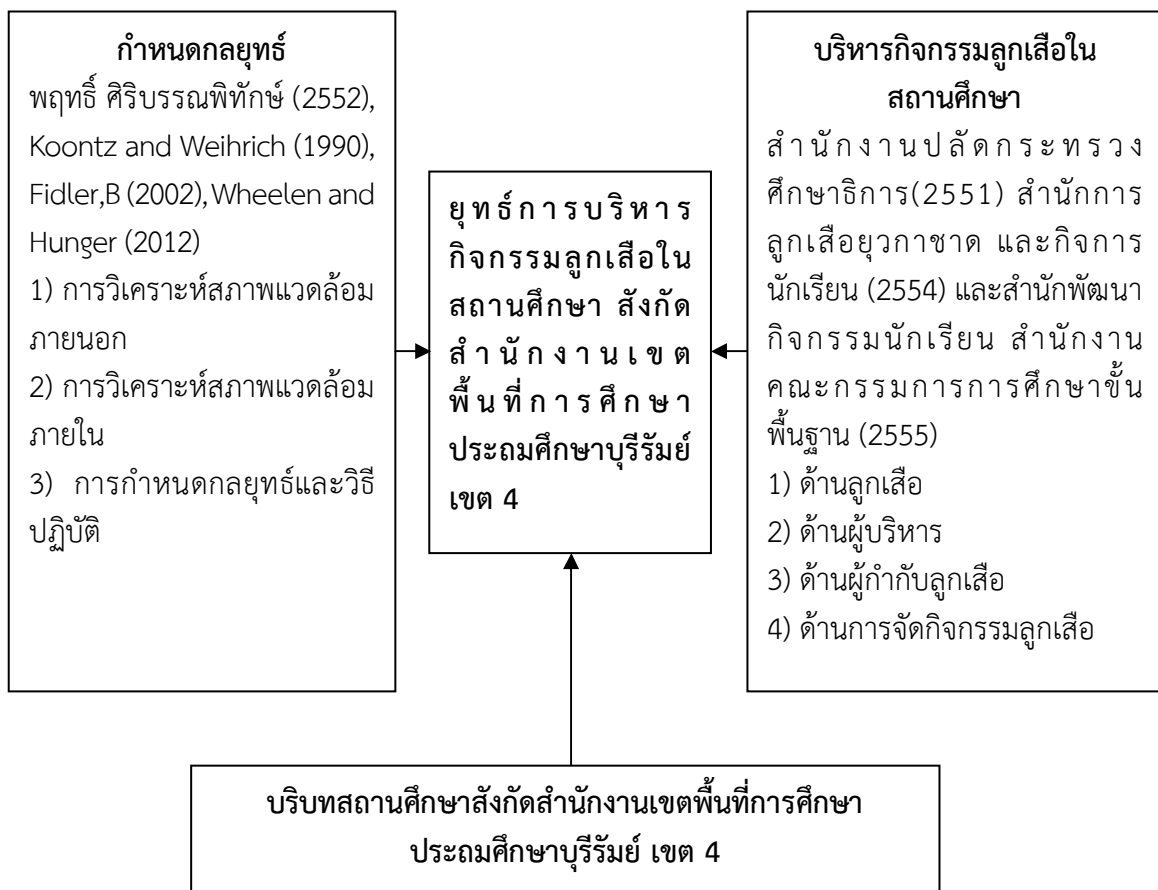 กำหนดกลยุทธ์
พฤทธิ์ ศิริบรรณพิทักษ์ (2552),
Koontz and Weihrich (1990),
Fidler,B (2002), Wheelen and
Hunger (2012)
1) การวิเคราะห์สภาพแวดล้อม
ภายนอก
2) การวิเคราะห์สภาพแวดล้อม
ภายใน
3) การกำหนดกลยุทธ์และวิธี
ปฏิบัติ
ยุทธ์การบริหาร
กิจกรรมลูกเสือใน
สถานศึกษา สังกัด
สำนักงานเขต
พื้นที่การศึกษา
ประถมศึกษาบุรีรัมย์
เขต 4
บริหารกิจกรรมลูกเสือใน
สถานศึกษา
สำนักงานปลัดกระทรวง
ศึกษาธิการ(2551) สำนักการ
ลูกเสือยุวกาชาด และกิจการ
นักเรียน (2554) และสำนักพัฒนา
กิจกรรมนักเรียน สำนักงาน
คณะกรรมการการศึกษาขั้น
พื้นฐาน (2555)
1) ด้านลูกเสือ
2) ด้านผู้บริหาร
3) ด้านผู้กำกับลูกเสือ
4) ด้านการจัดกิจกรรมลูกเสือ
บริบทสถานศึกษาสังกัดสำนักงานเขตพื้นที่การศึกษา
ประถมศึกษาบุรีรัมย์ เขต 4